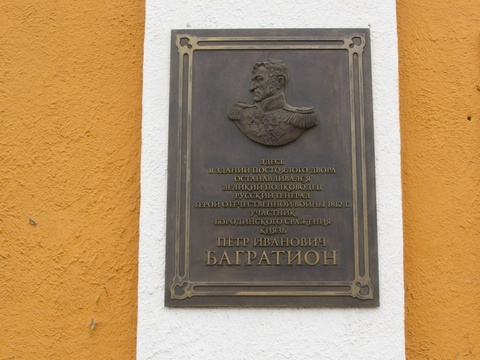 ЗДЕСЬ
В ЗДАНИИ ПОСТОЯЛОГО ДВОРА
ОСТАНАВЛИВАЛСЯ
ВЕЛИКИЙ ПОЛКОВОДЕЦ,
РУССКИЙ ГЕНЕРАЛ,
ГЕРОЙ ОТЕЧЕСТВЕННОЙ ВОЙНЫ 1812 Г.
УЧАСТНИК
БОРОДИНСКОГО СРАЖЕНИЯ
КНЯЗЬ
ПЕТР ИВАНОВИЧ
БАГРАТИОН